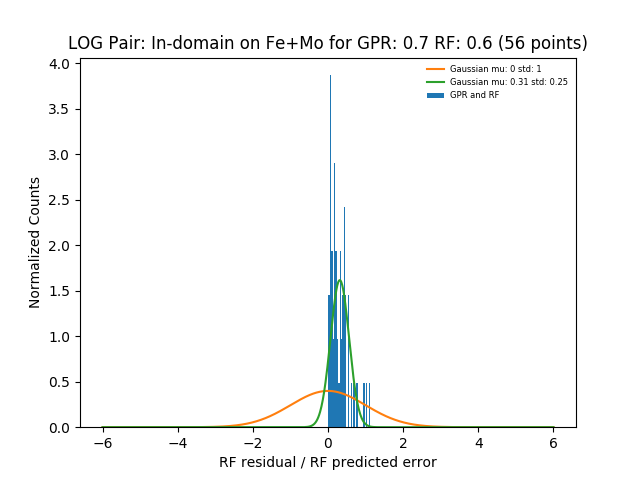 LOG Pair: In-domain on Fe+Mo for GPR: 0.7 RF: 0.6 (56 points)
Gaussian mu: 0 std: 1
Gaussian mu: 0.31 std: 0.25
GPR and RF
Normalized Counts
4.0
3.5
3.0
2.5
2.0
1.5
1.0
0.5
0.0
−6 −4 −2 0 2 4 6
RF residual / RF predicted error